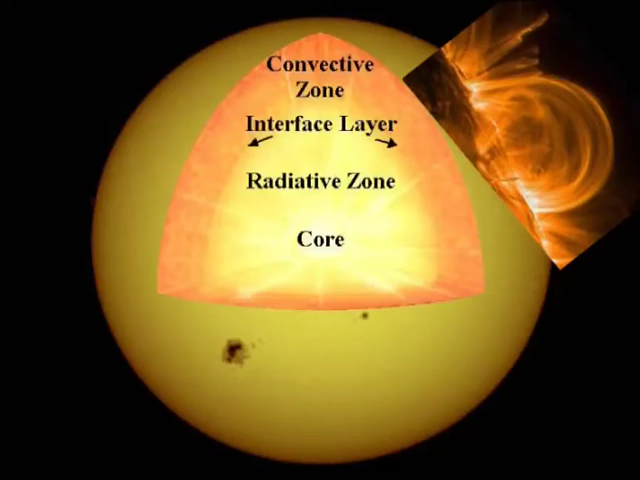 Convective
Zone
Interface Layer
Radiative Zone
Core